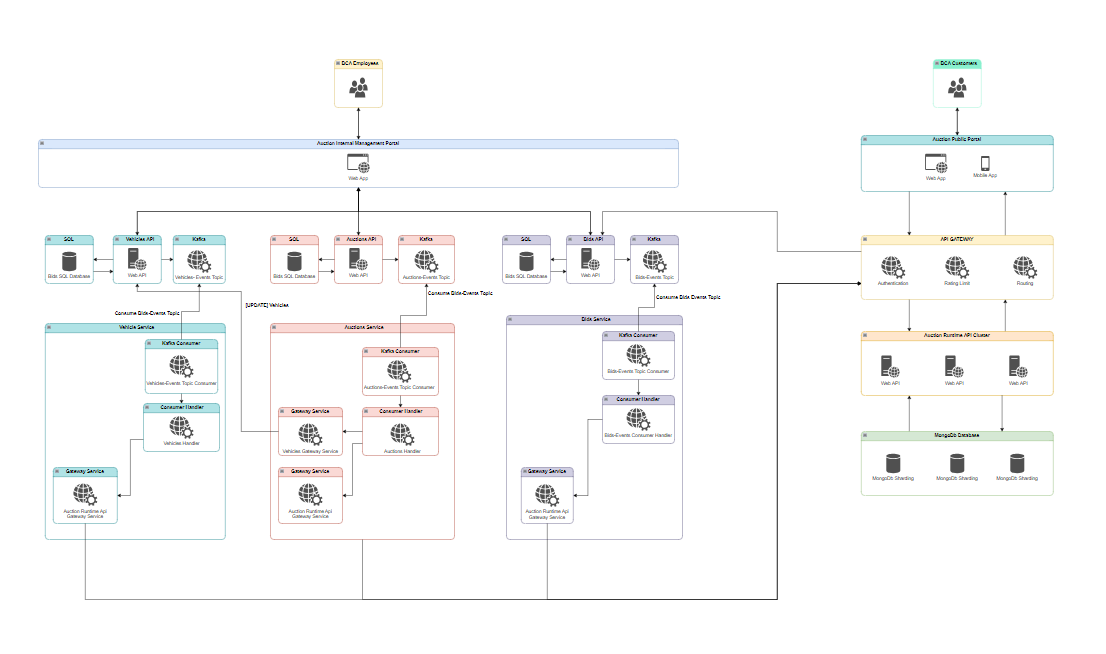 BCA Employees
BCA Customers
Auction Internal Management Portal
Web App
Auction Public Portal
Web App
Mobile App
SQL
Bids SQL Database
Vehicles API
Web API
Kafka
Vehicles- Events Topic
SQL
Bids SQL Database
Auctions API
Web API
Kafka
Auctions-Events Topic
SQL
Bids SQL Database
Bids API
Web API
Kafka
Bids-Events Topic
API GATEWAY
Authentication
Rating Limit
Routing
Consume Bids-Events Topic
[UPDATE] Vehicles
Consume Bids-Events Topic
Consume Bids Events Topic
Vehicle Service
Kafka Consumer
Vehicles-Events Topic Consumer
Consumer Handler
Vehicles Handler
Gateway Service
Auction Runtime Api
Gateway Service
Auctions Service
Kafka Consumer
Auctions-Events Topic Consumer
Gateway Service
Vehicles Gateway Service
Consumer Handler
Auctions Handler
Gateway Service
Auction Runtime Api
Gateway Service
Bids Service
Kafka Consumer
Bids-Events Topic Consumer
Consumer Handler
Bids-Events Consumer Handler
Gateway Service
Auction Runtime Api
Gateway Service
Auction Runtime API Cluster
Web API
Web API
Web API
MongoDb Database
MongoDb Sharding
MongoDb Sharding
MongoDb Sharding